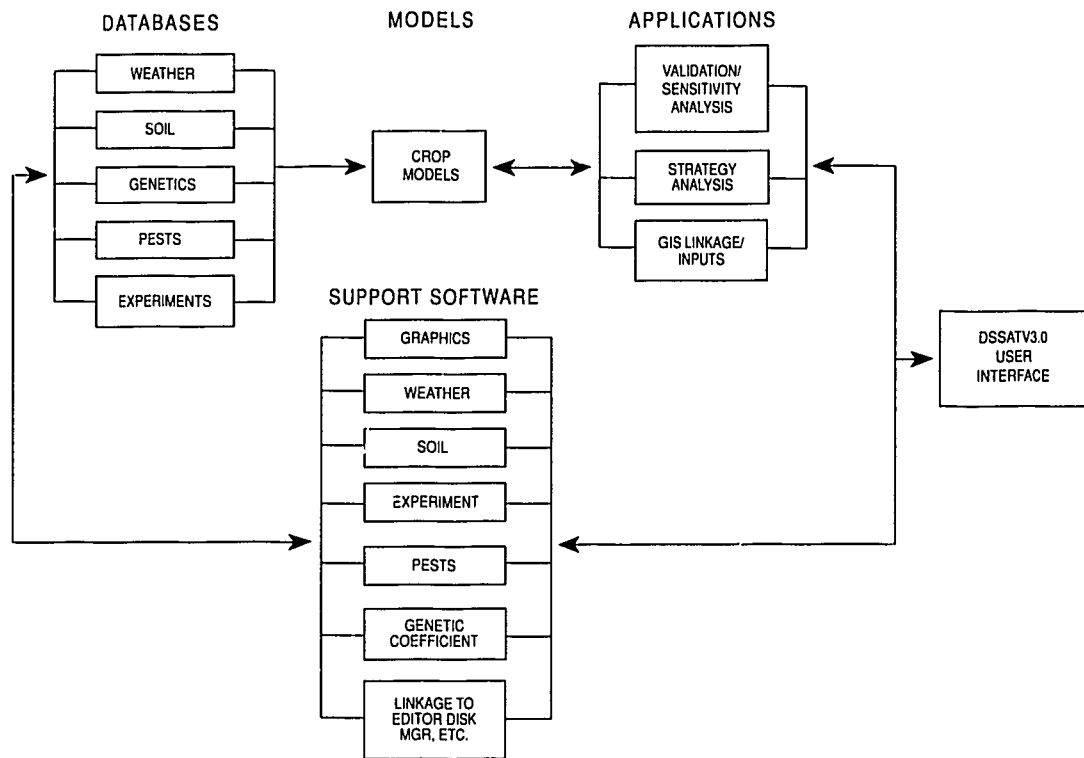 DATABASES
WEATHER
SOIL
GENETICS
PESTS
EXPERIMENTS
MODELS
CROP
MODELS
APPLICATIONS
VALIDATION/
SENSITIVITY
ANALYSIS
STRATEGY
ANALYSIS
GIS LINKAGE/
INPUTS
SUPPORT SOFTWARE
GRAPHICS
WEATHER
SOIL
EXPERIMENT
PESTS
GENETIC
COEFFICIENT
LINKAGE TO
EDITOR DISK
MGR, ETC.
DSSATV3.0
USER
INTERFACE